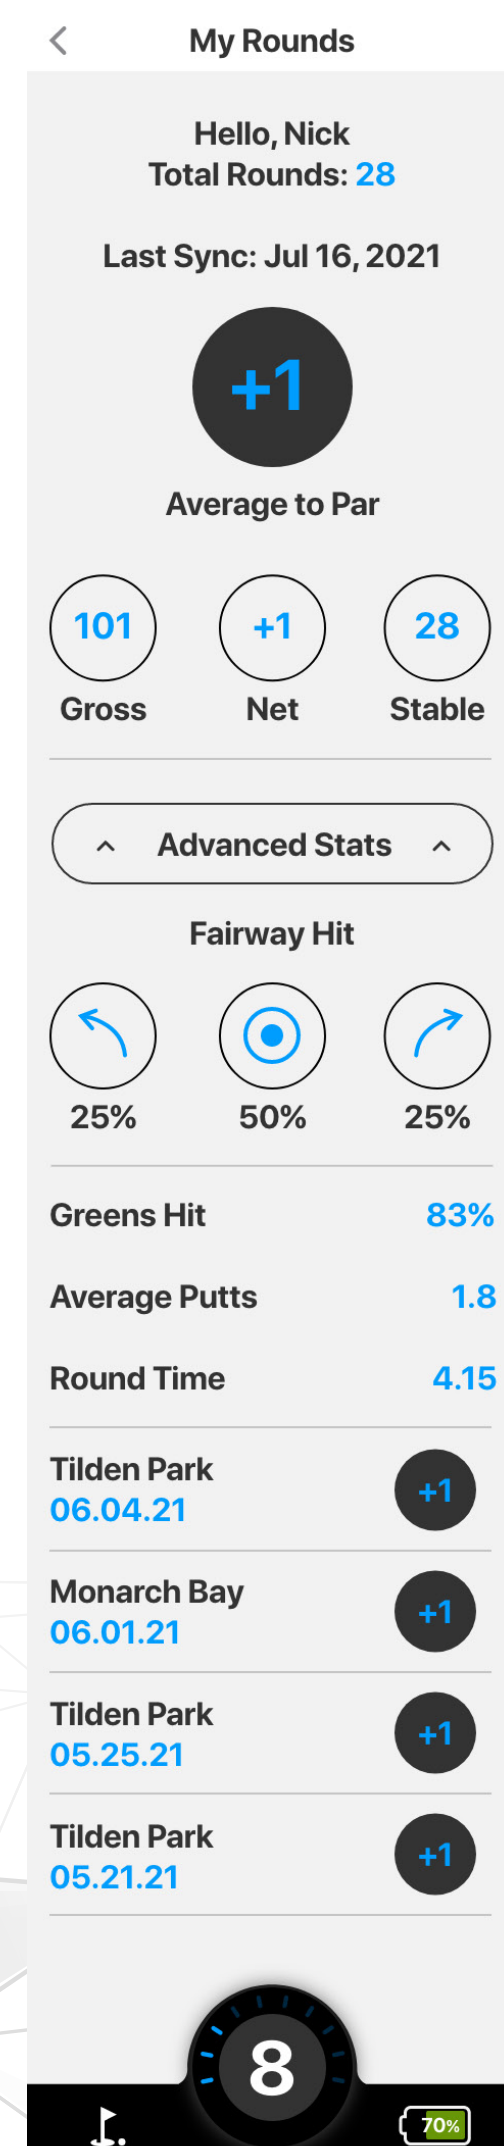 My Rounds
Hello, Nick
Total Rounds: 28
Last Sync: Jul 16, 2021
+1
Average to Par
101
+1
28
Gross
Net
Stable
Advanced Stats
Fairway Hit
25%
50%
25%
Greens Hit 83%
Average Putts 1.8
Round Time 4.15
Tilden Park
06.04.21
+1
Monarch Bay
06.01.21
+1
Tilden Park
05.25.21
+1
Tilden Park
05.21.21
+1
8
70%